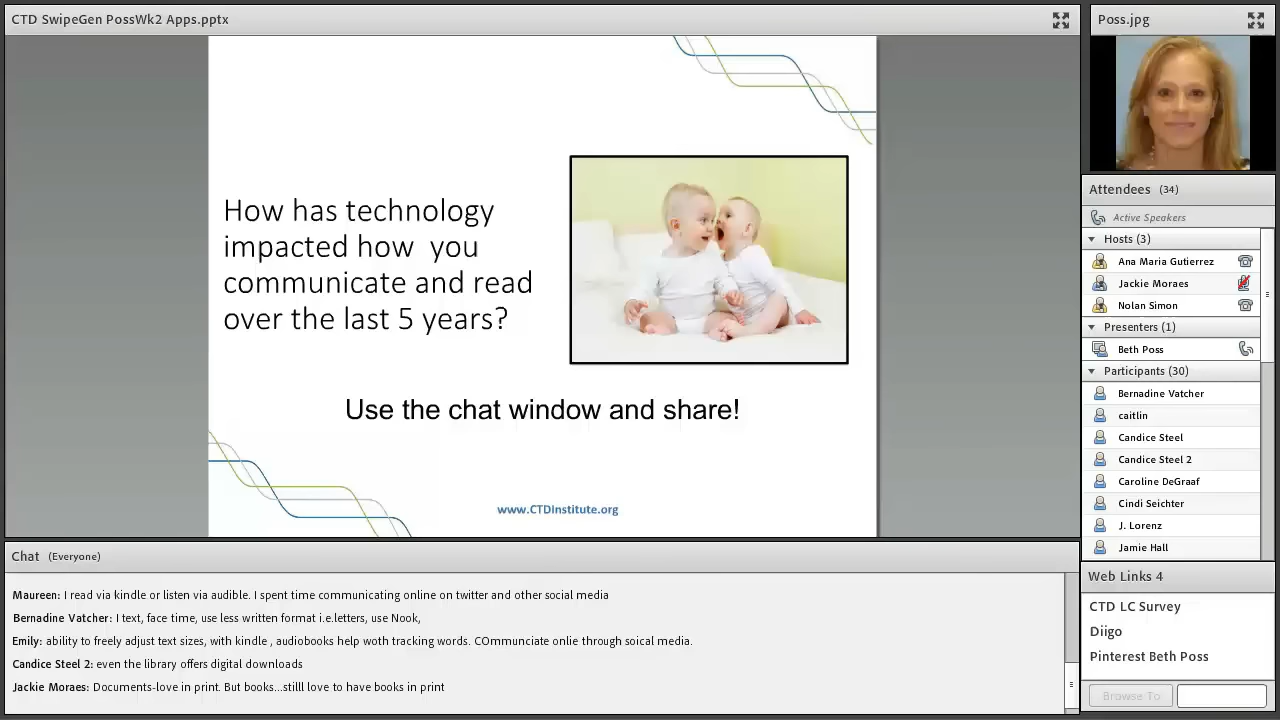 CTD SwipeGen PossWk2 Apps.pptx
How has technology
impacted how you
communicate and read
over the last 5 years?
Use the chat window and share!
www.CTDInstitute.org
Chat (Everyone)
Maureen: I read via kindle or listen via audible. I spent time communicating online on twitter and other social media
Bernadine Vatcher: I text, face time, use less written format i.e.letters, use Nook,
Emily: ability to freely adjust text sizes, with kindle , audiobooks help woth tracking words. COmmunciate onlie through soical media.
Candice Steel 2: even the library offers digital downloads
Jackie Moraes: Documents-love in print. But books...stilll love to have books in print
Poss.jpg
Attendees (34)
Active Speakers
Hosts (3)
Ana Maria Gutierrez
Jackie Moraes
Nolan Simon
Presenters (1)
Beth Poss
Participants (30)
Bernadine Vatcher
caitlin
Candice Steel
Candice Steel 2
Caroline DeGraaf
Cindi Seichter
J. Lorenz
Jamie Hall
Web Links 4
CTD LC Survey
Diigo
Pinterest Beth Poss
Browse To